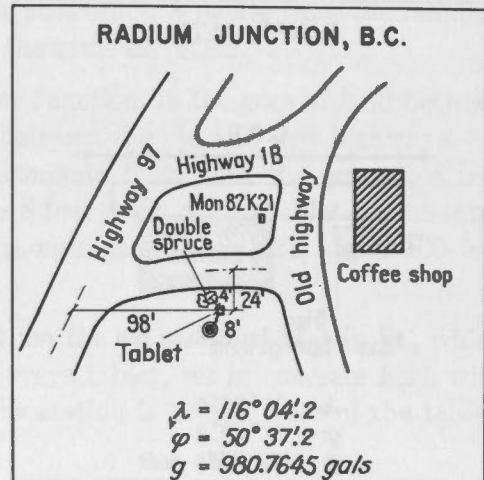 RADIUM JUNCTION, B.C.
Highway 97
Highway 1B
Mon 82K21
Double
spruce
Old highway
Coffee shop
4'
24'
98'
8'
Tablet
λ = 116° 04'.2
φ = 50° 37'.2
g = 980.7645 gals